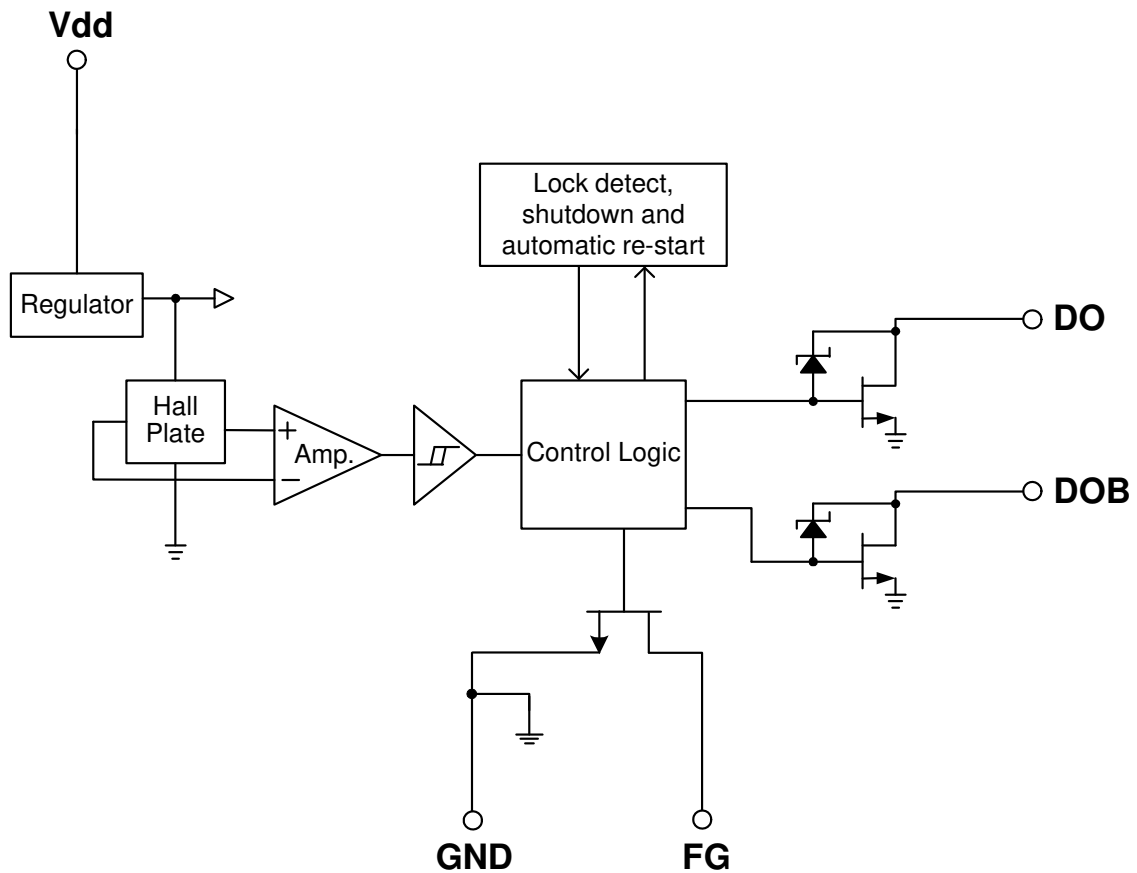 Vdd
Lock detect,
shutdown and
automatic re-start
Regulator
DO
Hall
Plate
+
Amp.
−
Control Logic
DOB
GND
FG